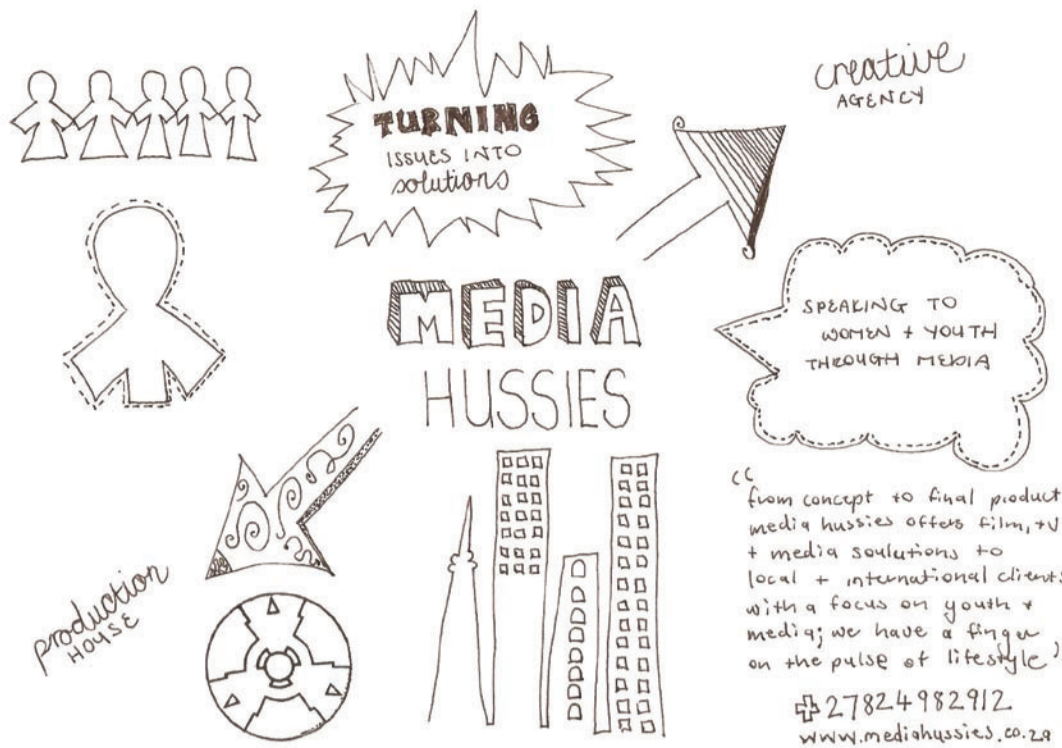 TURNING
ISSUES INTO
solutions
creative
AGENCY
MEDIA
HUSSIES
SPEAKING TO
WOMEN + YOUTH
THROUGH MEDIA
production
HOUSE
“from concept to final product
media hussies offers film, tv
+ media soulutions to
local + international clients
with a focus on youth +
media; we have a finger
on the pulse of lifestyle”
+27824982912
www.mediahussies.co.za